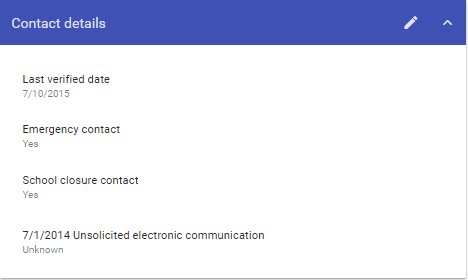 Contact details
Last verified date
7/10/2015
Emergency contact
Yes
School closure contact
Yes
7/1/2014 Unsolicited electronic communication
Unknown